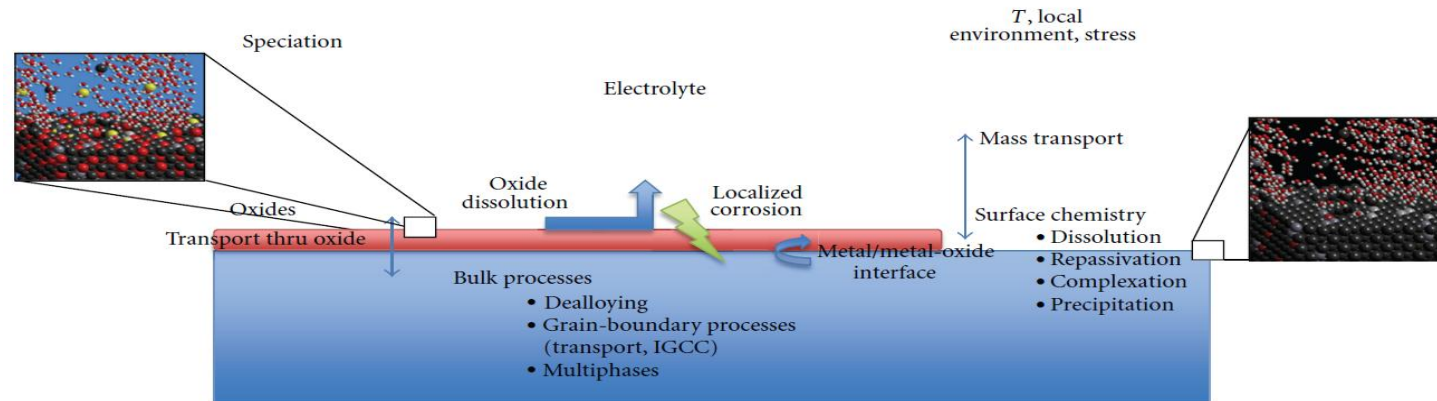 T, local
environment, stress
Speciation
Electrolyte
Mass transport
Oxide
dissolution
Localized
corrosion
Oxides
Transport thru oxide
Surface chemistry
• Dissolution
• Repassivation
• Complexation
• Precipitation
Metal/metal-oxide
interface
Bulk processes
• Dealloying
• Grain-boundary processes
(transport, IGCC)
• Multiphases